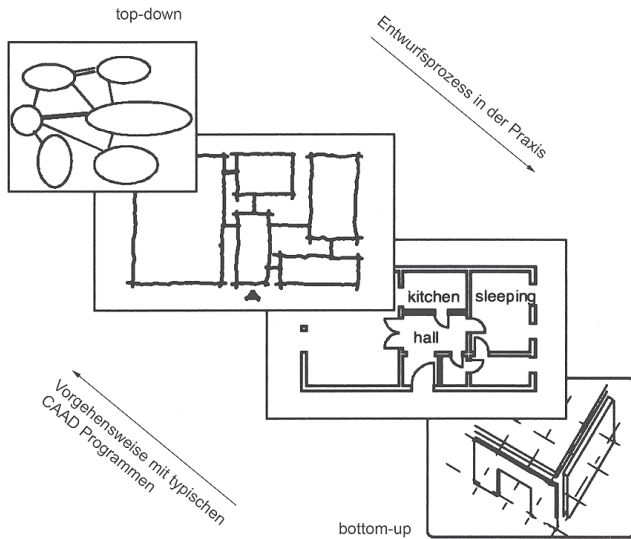 top-down
Entwurfsprozess in der Praxis
kitchen
sleeping
hall
Vorgehensweise mit typischen
CAAD Programmen
bottom-up